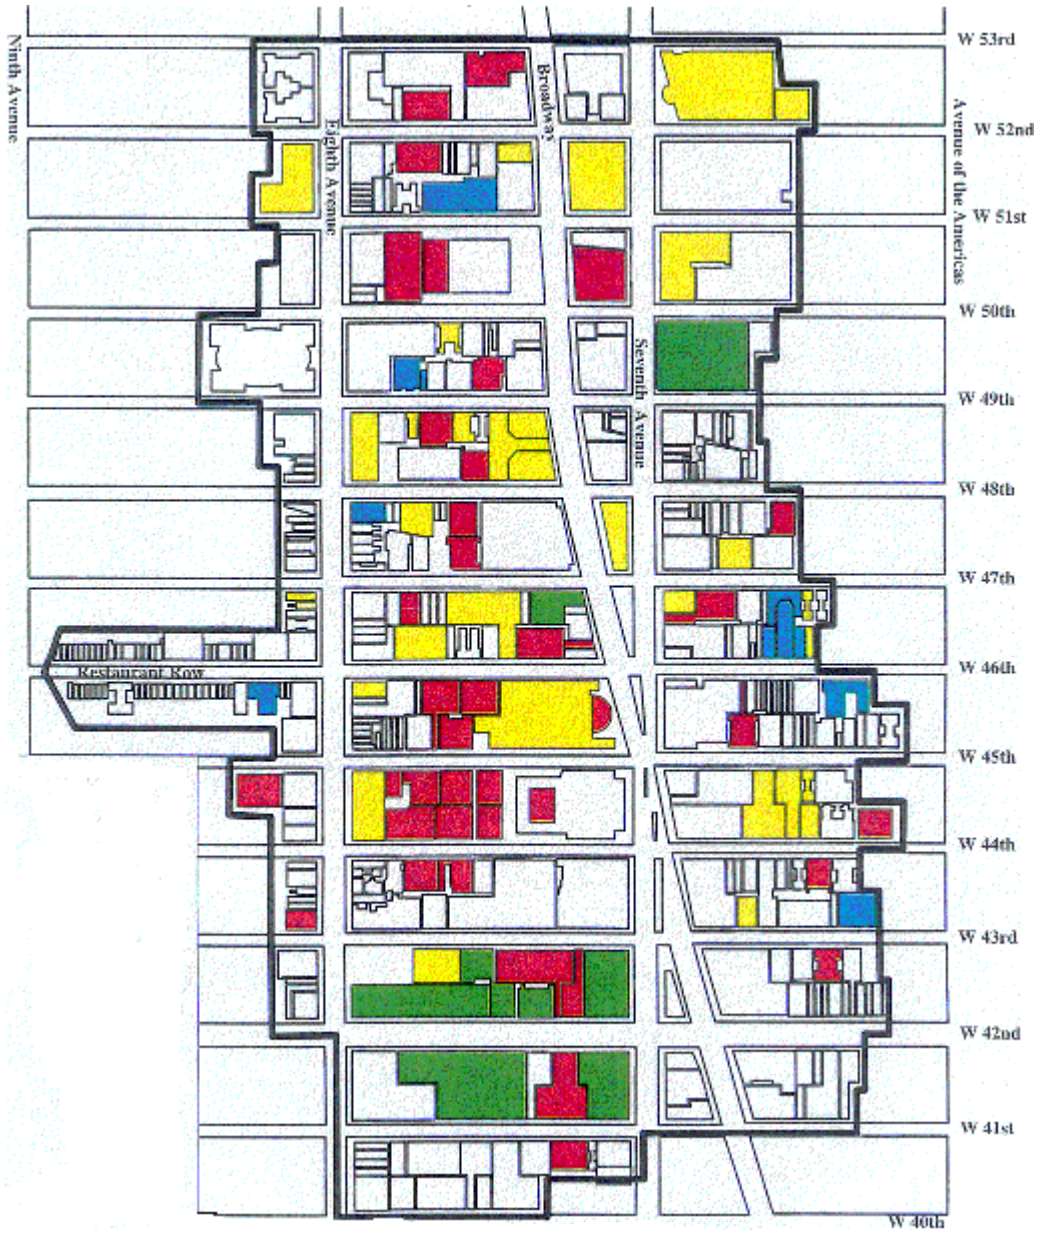 W 53rd
Ninth Avenue
Broadway
Avenue of the Americas
W 52nd
Eighth Avenue
W 51st
W 50th
Seventh Avenue
W 49th
W 48th
W 47th
W 46th
Restaurant Row
W 45th
W 44th
W 43rd
W 42nd
W 41st
W 40th